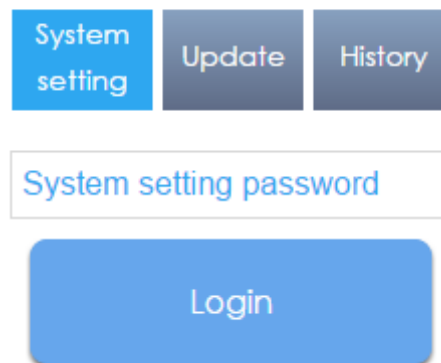 System
setting
Update
History
System setting password
Login